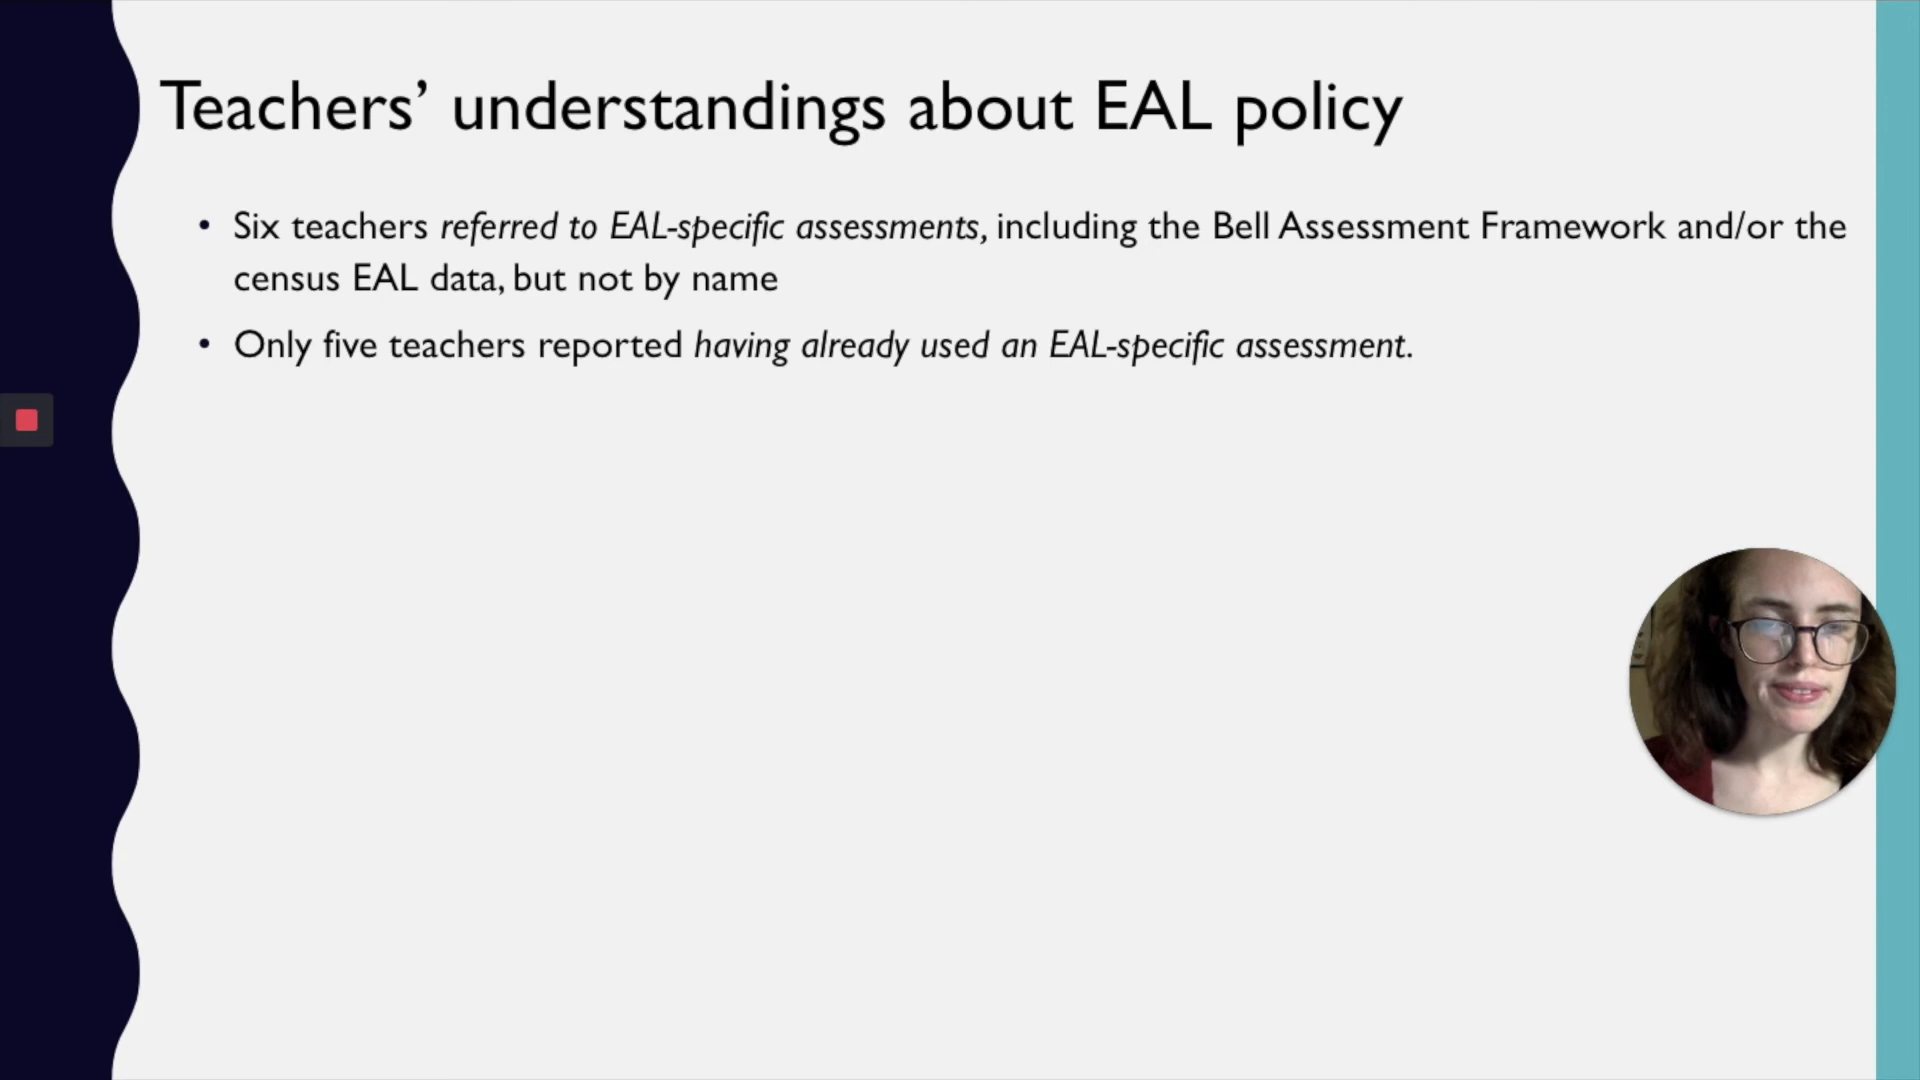 Teachers’ understandings about EAL policy
• Six teachers referred to EAL-specific assessments, including the Bell Assessment Framework and/or the
census EAL data, but not by name
• Only five teachers reported having already used an EAL-specific assessment.